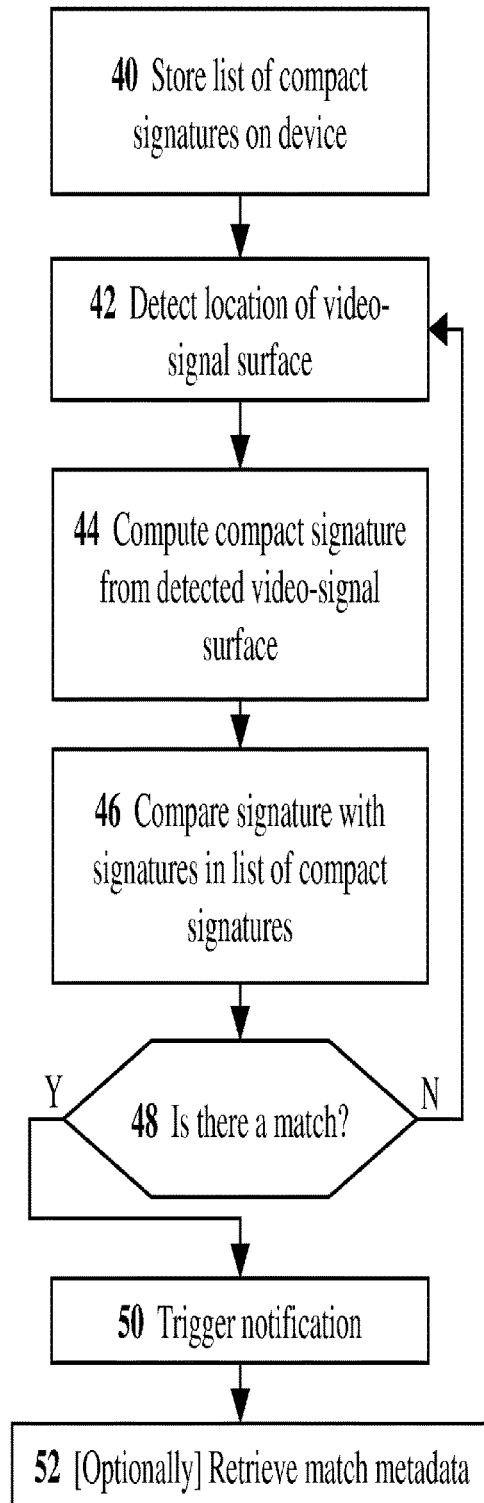 40 Store list of compact
signatures on device
42 Detect location of video-
signal surface
44 Compute compact signature
from detected video-signal
surface
46 Compare signature with
signatures in list of compact
signatures
Y
48 Is there a match?
N
50 Trigger notification
52 [Optionally] Retrieve match metadata